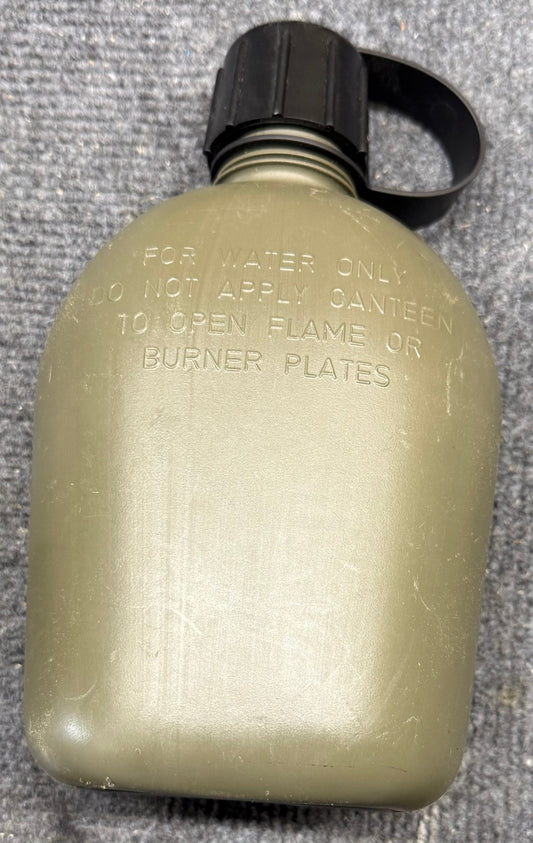 FOR WATER ONLY
DO NOT APPLY CANTEEN
TO OPEN FLAME OR
BURNER PLATES